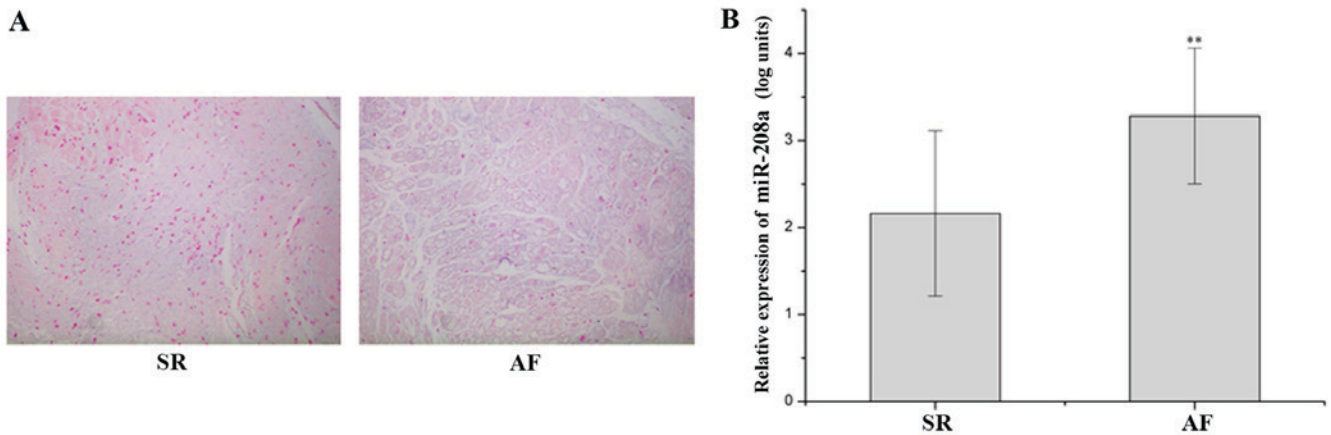 A
SR
AF
B
Relative expression of miR-208a (log units)
4
3
2
1
0
**
SR
AF